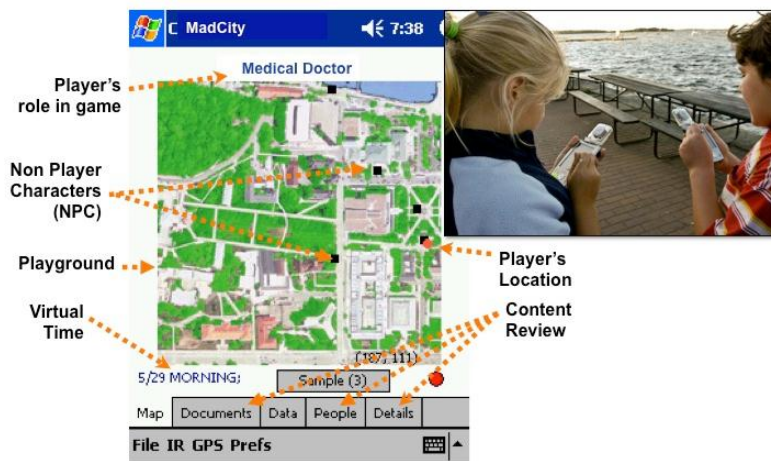 C MadCity
7:38
Medical Doctor
Player's
role in game
Non Player
Characters
(NPC)
Playground
Virtual
Time
Player's
Location
Content
Review
(187, 111)
5/29 MORNING;
Sample (3)
Map Documents Data People Details
File IR GPS Prefs